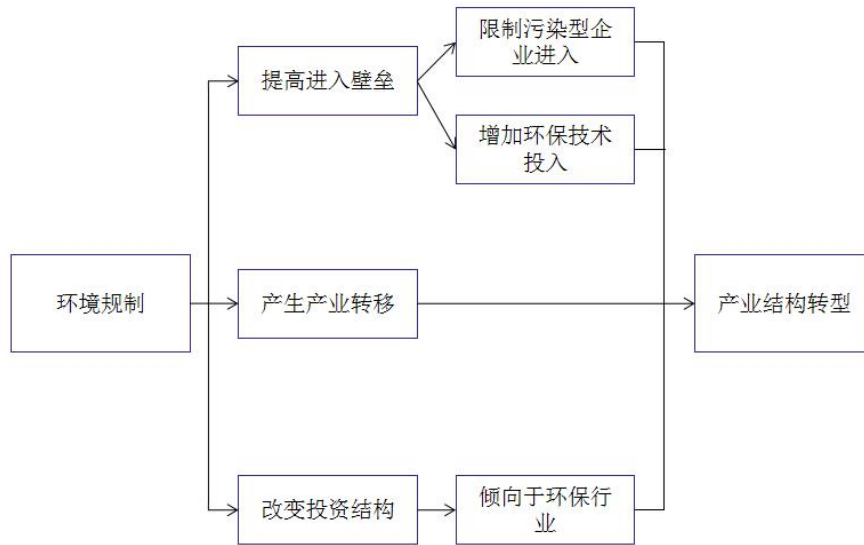 限制污染型企
业进入
提高进入壁垒
增加环保技术
投入
环境规制
产生产业转移
产业结构转型
改变投资结构
倾向于环保行
业